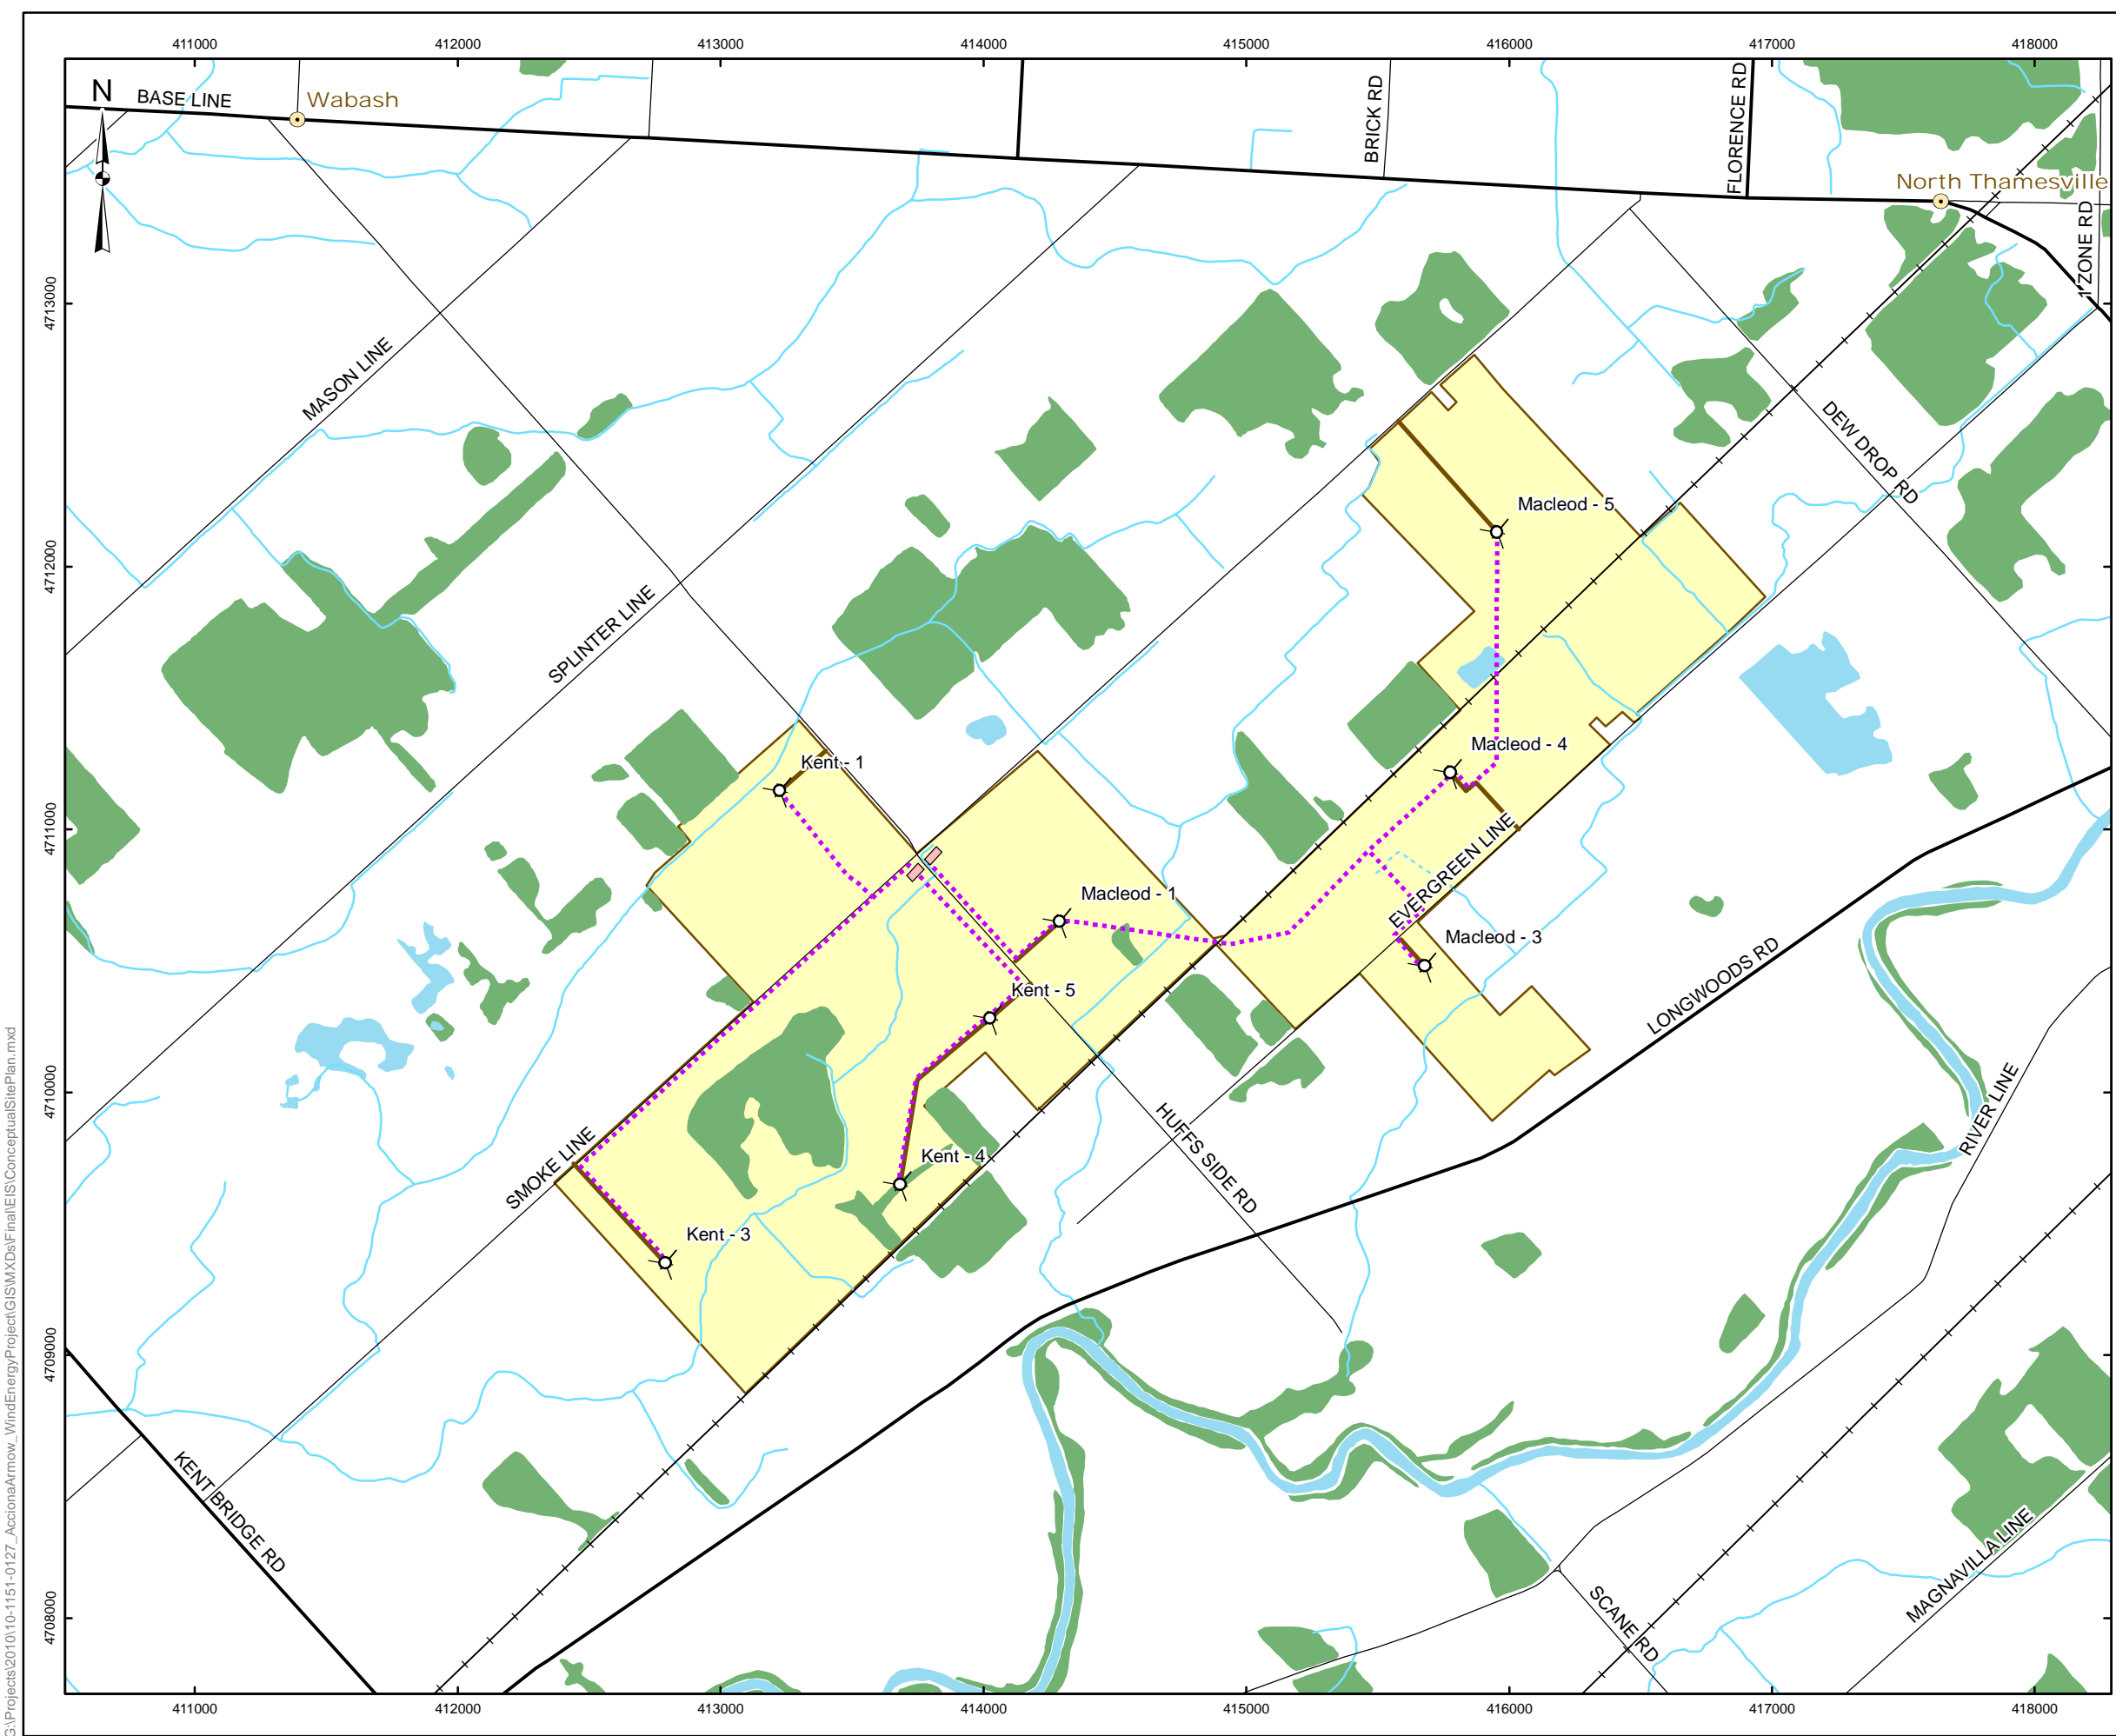 411000 412000 413000 414000 415000 416000 417000 418000
N
BASE LINE
Wabash
BRICK RD
FLORENCE RD
North Thamesville
ZONE RD
4713000
MASON LINE
DEW DROP RD
Macleod - 5
4712000
SPLINTER LINE
Kent - 1
Macleod - 4
4711000
EVERGREEN LINE
Macleod - 1
Macleod - 3
LONGWOODS RD
Kent - 5
4710000
RIVER LINE
HUFFS SIDE RD
SMOKE LINE
Kent - 4
Kent - 3
4709000
KENT BRIDGE RD
MAGNAVILLA LINE
SCANE RD
4708000
411000 412000 413000 414000 415000 416000 417000 418000
G:\Projects\2010\10-1151-0127_AccionaArmow_WindEnergyProject\GIS\MXDs\Final\EIS\ConceptualSitePlan.mxd